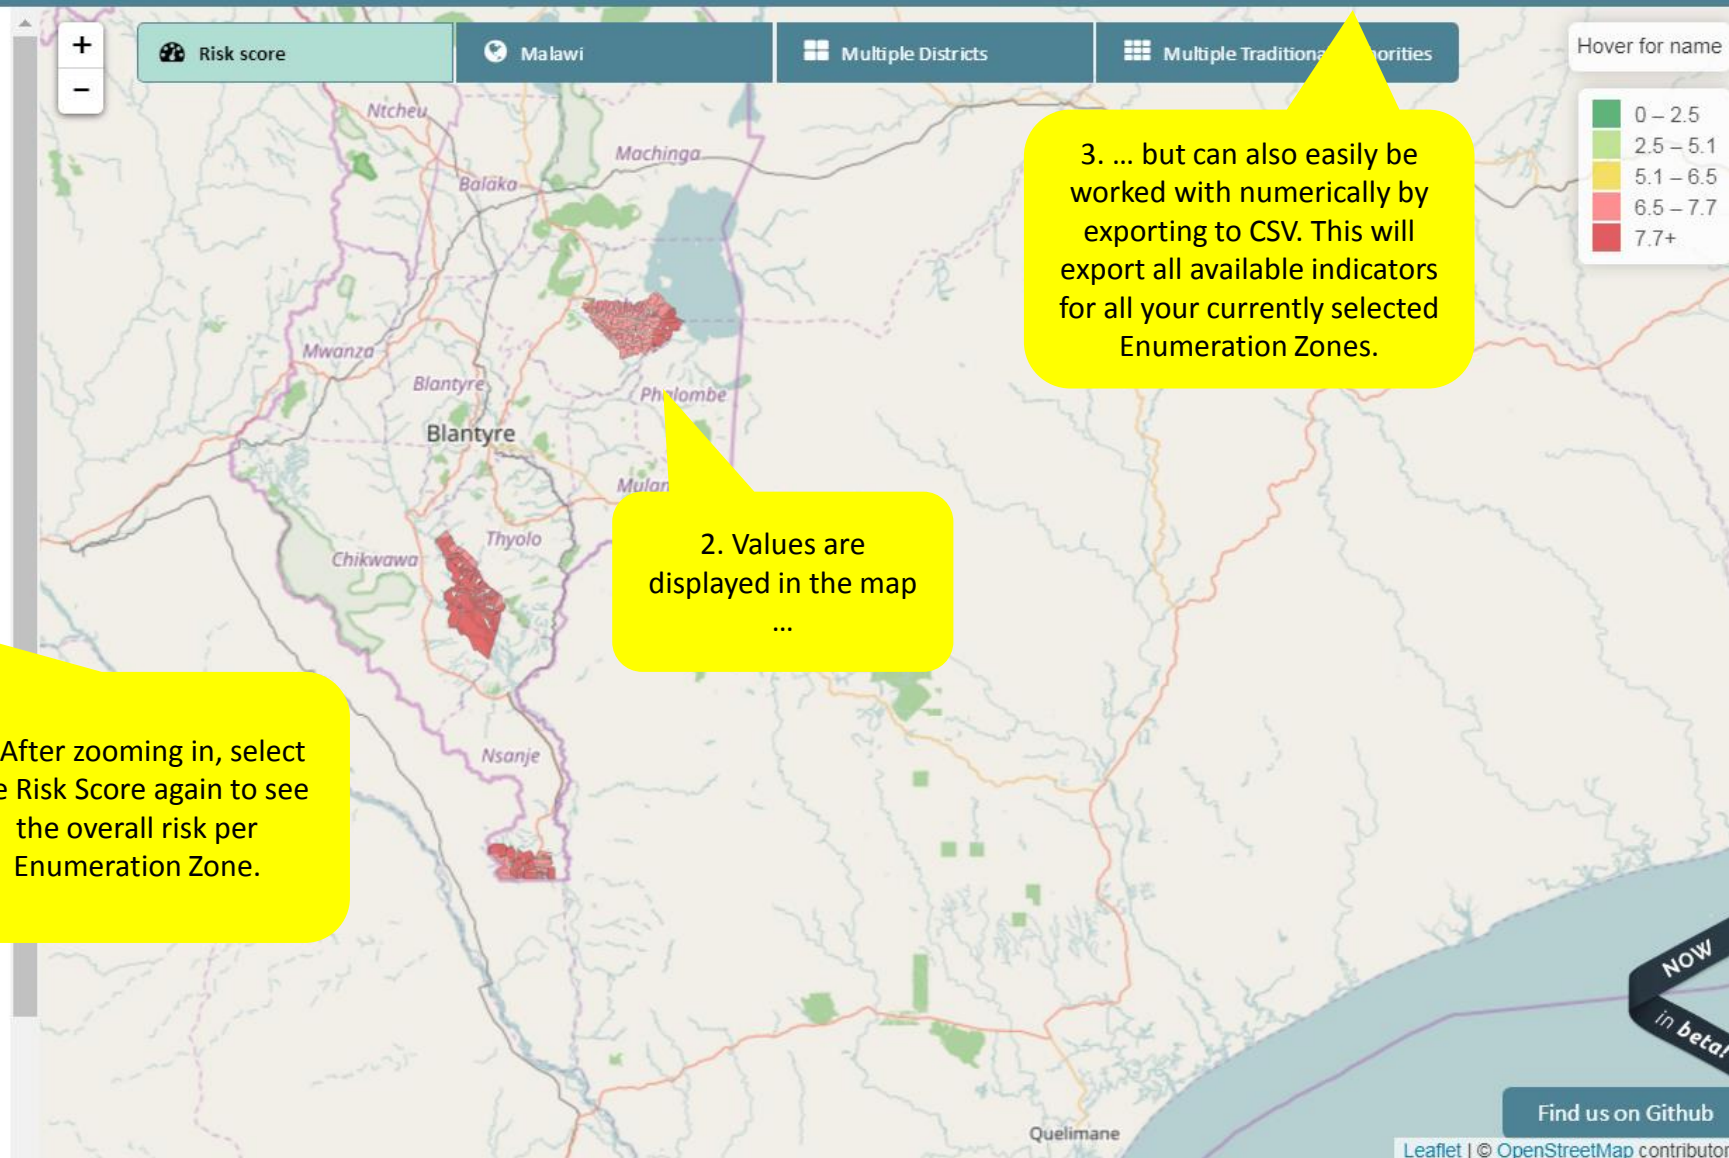 +
−
Risk score
Malawi
Multiple Districts
Multiple Traditional
Hover for name
0 – 2.5
2.5 – 5.1
5.1 – 6.5
6.5 – 7.7
7.7+
3. ... but can also easily be
worked with numerically by
exporting to CSV. This will
export all available indicators
for all your currently selected
Enumeration Zones.
Ntcheu
Machinga
Balaka
Mwanza
Blantyre
Phalombe
Blantyre
Mulan
Thyolo
Chikwawa
2. Values are
displayed in the map
...
After zooming in, select
e Risk Score again to see
the overall risk per
Enumeration Zone.
Nsanje
NOW
in beta!
Quelimane
Find us on Github
Leaflet | © OpenStreetMap contributor